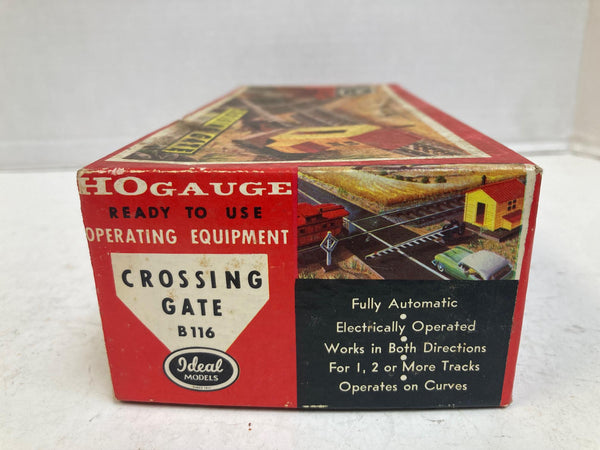 HO GAUGE
READY TO USE
OPERATING EQUIPMENT
CROSSING
GATE
B 116
Ideal
MODELS
Fully Automatic
Electrically Operated
Works in Both Directions
For 1, 2 or More Tracks
Operates on Curves